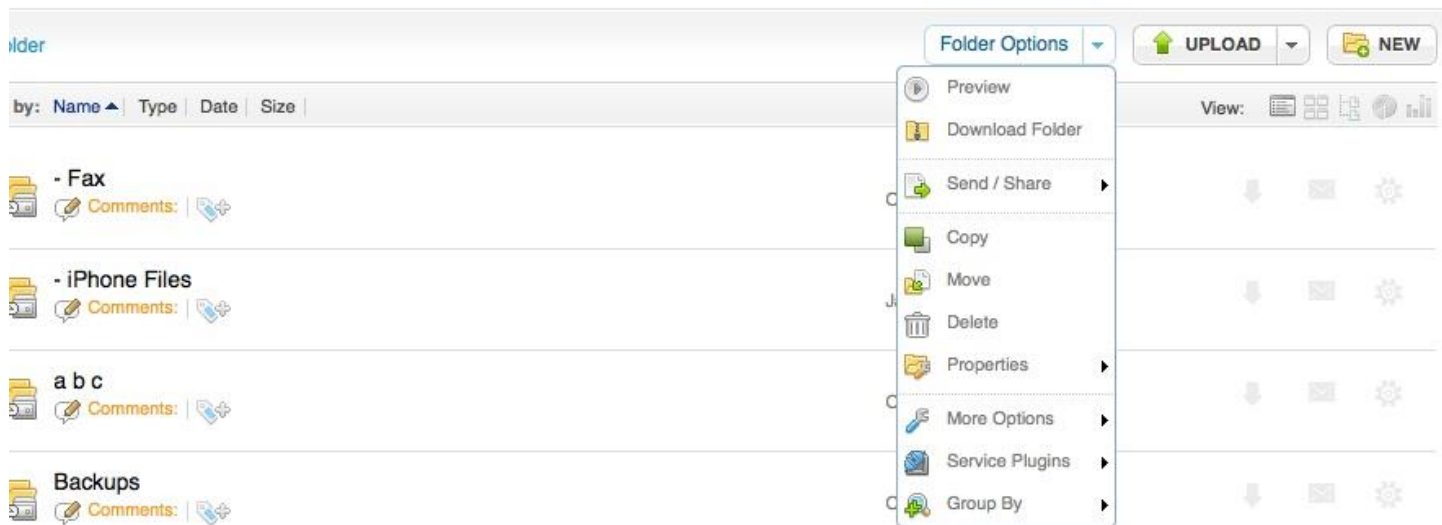 Folder Options
UPLOAD
NEW
by: Name Type Date Size
View:
Preview
Download Folder
Send / Share
Copy
Move
Delete
Properties
More Options
Service Plugins
Group By
- Fax
Comments:
- iPhone Files
Comments:
a b c
Comments:
Backups
Comments: